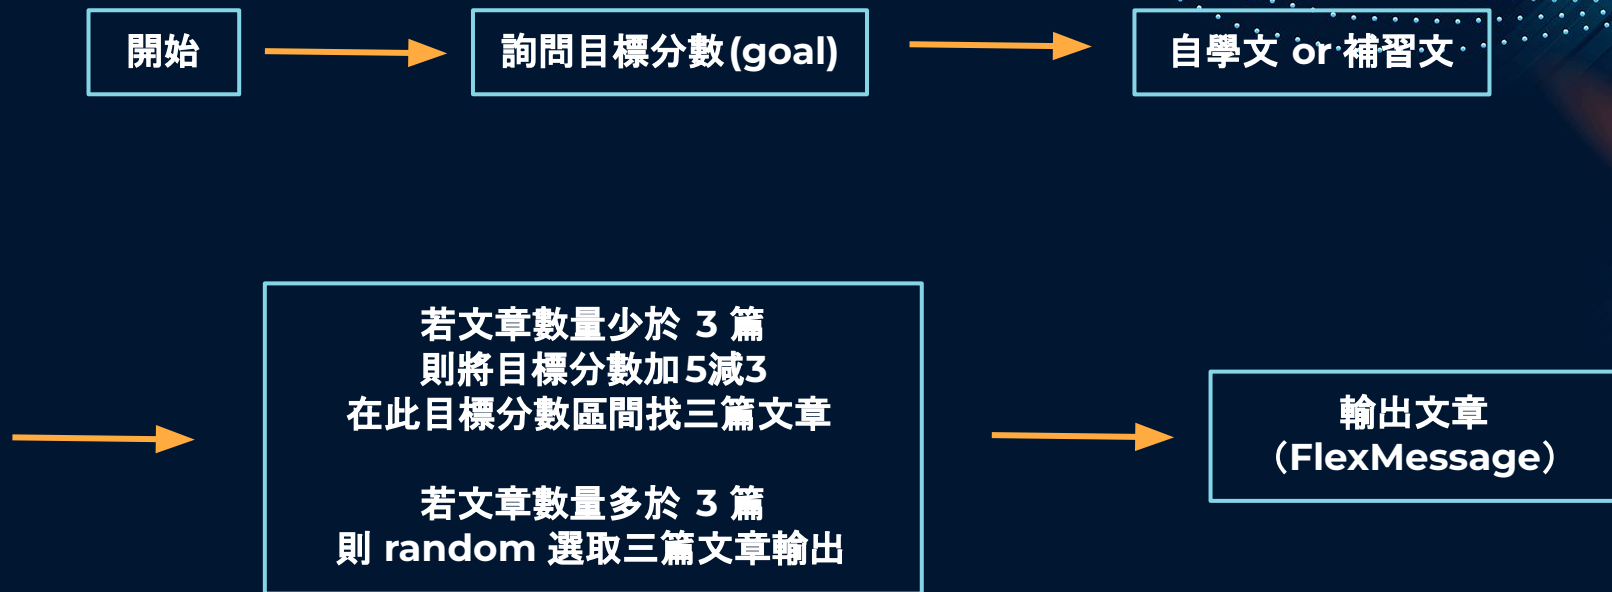 開始
詢問目標分數(goal)
自學文 or 補習文
若文章數量少於 3 篇
則將目標分數加5減3
在此目標分數區間找三篇文章
若文章數量多於 3 篇
則 random 選取三篇文章輸出
輸出文章
（FlexMessage）